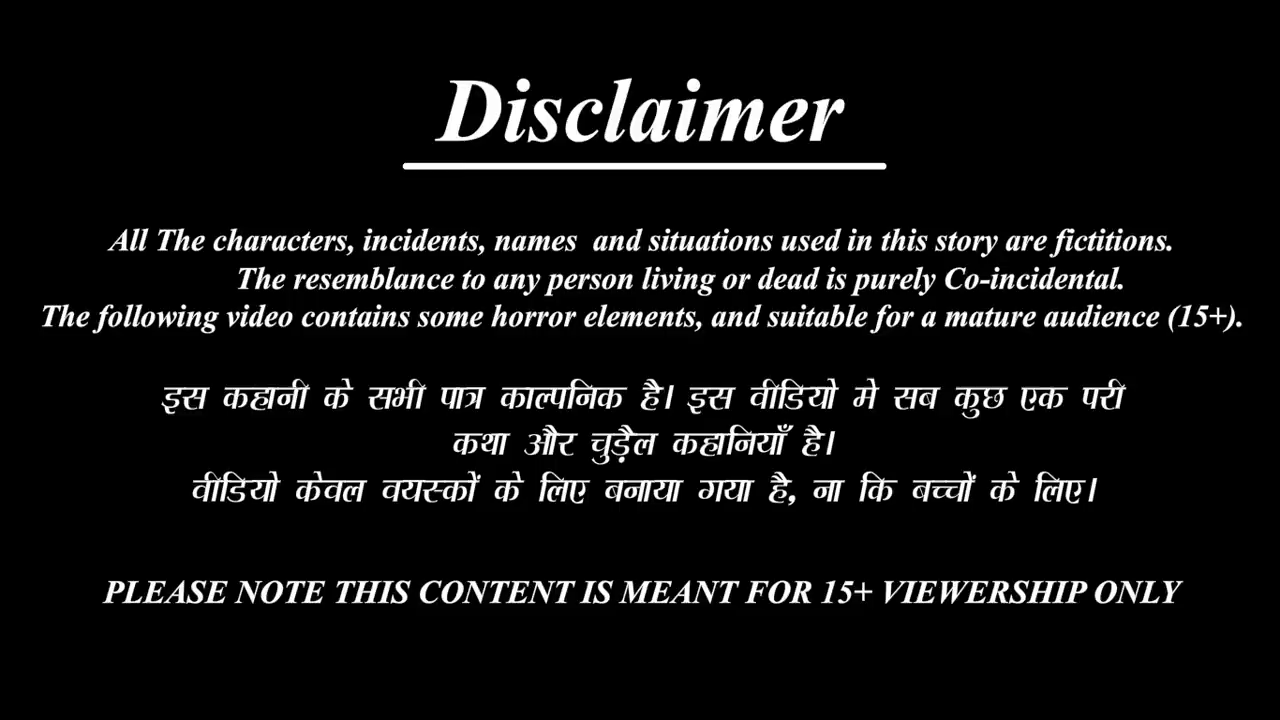 Disclaimer
All The characters, incidents, names and situations used in this story are fictitions.
The resemblance to any person living or dead is purely Co-incidental.
The following video contains some horror elements, and suitable for a mature audience (15+).
इस कहानी के सभी पात्र काल्पनिक है। इस वीडियो मे सब कुछ एक परी
कथा और चुड़ैल कहानियाँ है।
वीडियो केवल वयस्कों के लिए बनाया गया है, ना कि बच्चों के लिए।
PLEASE NOTE THIS CONTENT IS MEANT FOR 15+ VIEWERSHIP ONLY